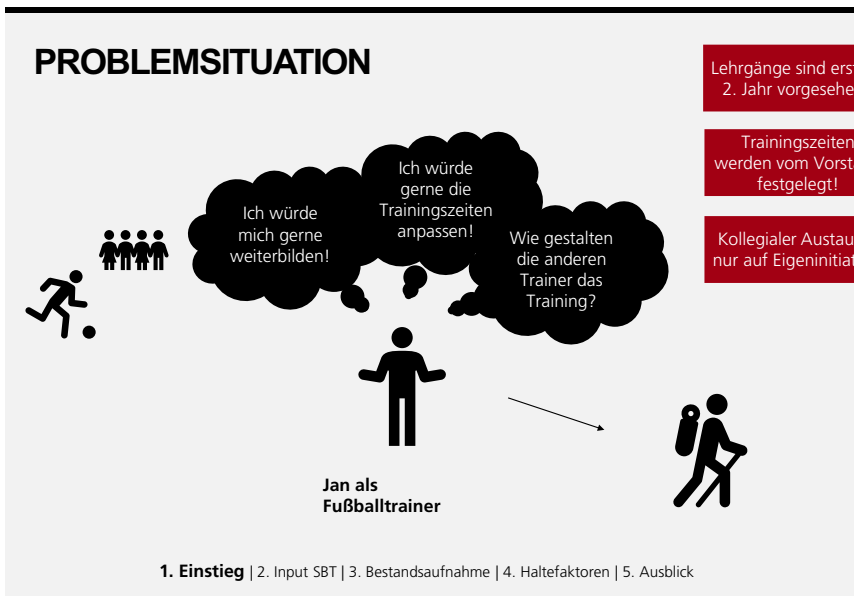 PROBLEMSITUATION
Lehrgänge sind erst
2. Jahr vorgesehe
Trainingszeiten
werden vom Vorsta
festgelegt!
Kollegialer Austau
nur auf Eigeninitiat
Ich würde
mich gerne
weiterbilden!
Ich würde
gerne die
Trainingszeiten
anpassen!
Wie gestalten
die anderen
Trainer das
Training?
Jan als
Fußballtrainer
1. Einstieg | 2. Input SBT | 3. Bestandsaufnahme | 4. Haltefaktoren | 5. Ausblick